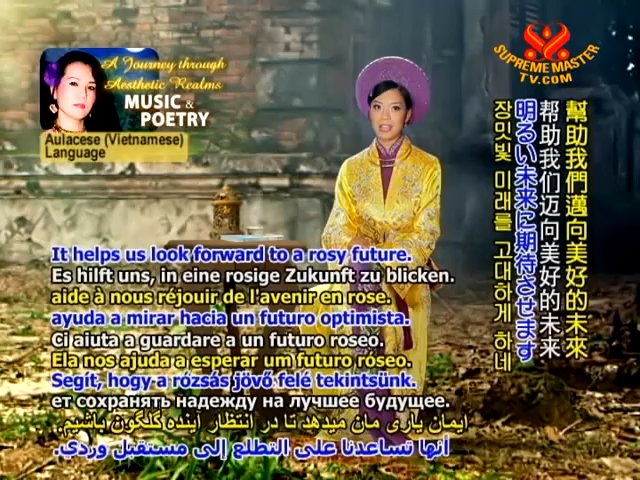 A Journey through
Aesthetic Realms
MUSIC &
POETRY
Aulacese (Vietnamese)
Language
SUPREME MASTER
TV.COM
It helps us look forward to a rosy future.
Es hilft uns, in eine rosige Zukunft zu blicken.
aide à nous réjouir de l'avenir en rose.
ayuda a mirar hacia un futuro optimista.
Ci aiuta a guardare a un futuro roseo.
Ela nos ajuda a esperar um futuro róseo.
Segít, hogy a rózsás jövő felé tekintsünk.
ет сохранять надежду на лучшее будущее.
ایمان یاری مان میدهد تا در انتظار آینده گلگون باشیم.
انها تساعدنا على التطلع إلى مستقبل وردي.
幫助我們邁向美好的未來
帮助我们迈向美好的未来
明るい未来に期待させます
장밋빛 미래를 고대하게 하네